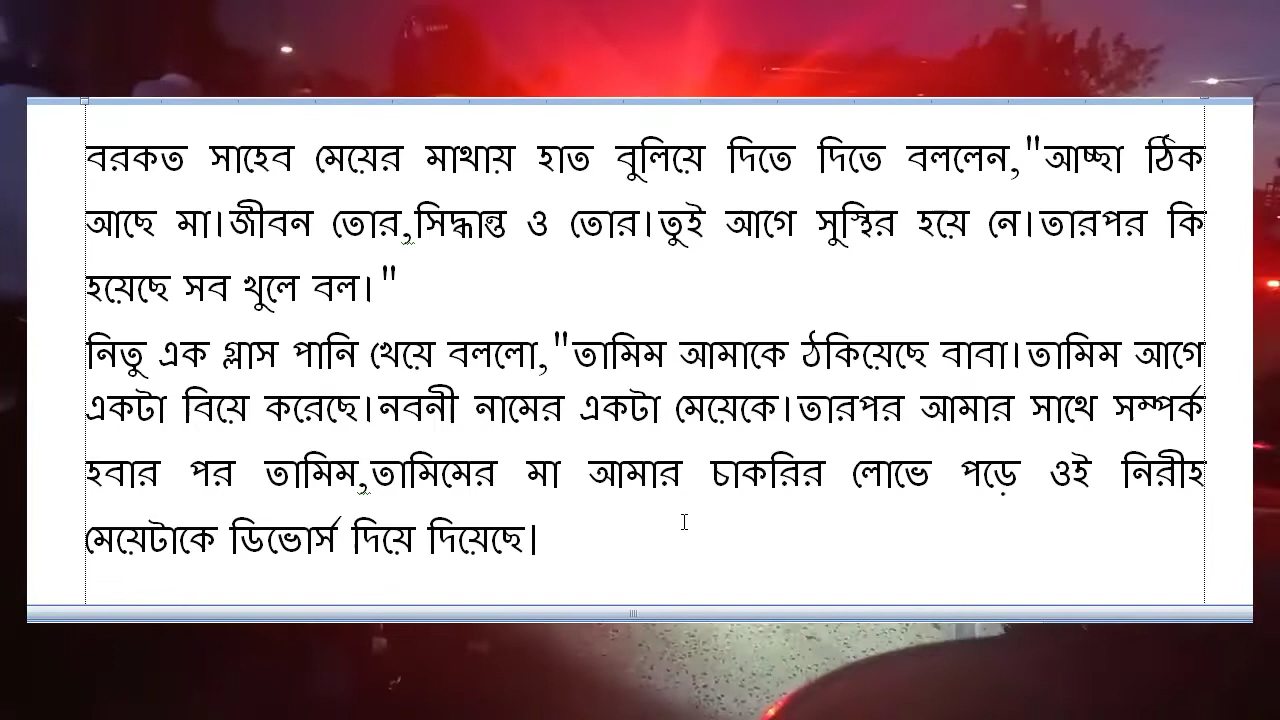 বরকত সাহেব মেয়ের মাথায় হাত বুলিয়ে দিতে দিতে বললেন,"আচ্ছা ঠিক
আছে মা।জীবন তোর,সিদ্ধান্ত ও তোর।তুই আগে সুস্থির হয়ে নে।তারপর কি
হয়েছে সব খুলে বল।"
নিতু এক গ্লাস পানি খেয়ে বললো,"তামিম আমাকে ঠকিয়েছে বাবা।তামিম আগে
একটা বিয়ে করেছে।নবনী নামের একটা মেয়েকে।তারপর আমার সাথে সম্পর্ক
হবার পর তামিম,তামিমের মা আমার চাকরির লোভে পড়ে ওই নিরীহ
মেয়েটাকে ডিভোর্স দিয়ে দিয়েছে।